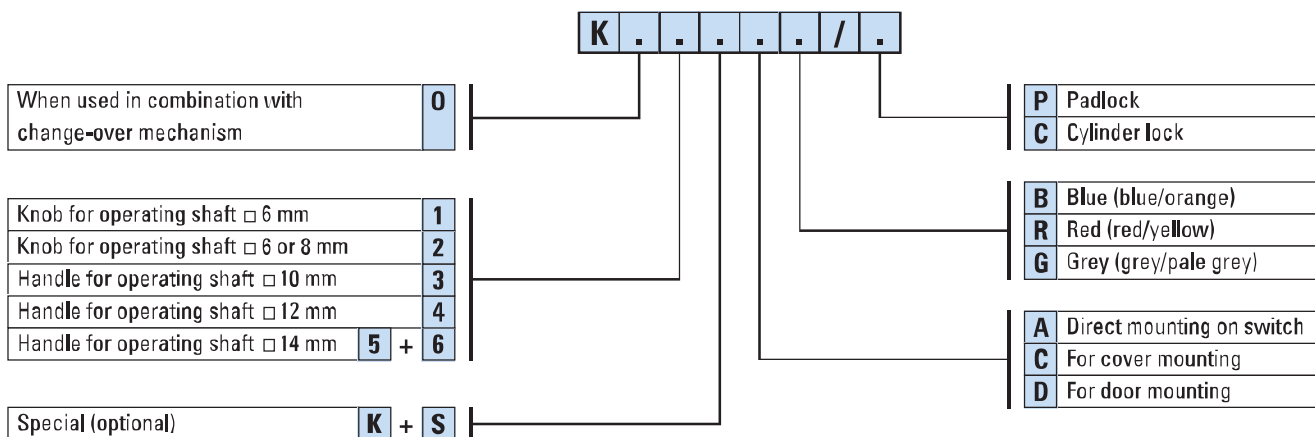 K . . . . . / .
When used in combination with 0
change-over mechanism
Knob for operating shaft □ 6 mm 1
Knob for operating shaft □ 6 or 8 mm 2
Handle for operating shaft □ 10 mm 3
Handle for operating shaft □ 12 mm 4
Handle for operating shaft □ 14 mm 5 + 6
Special (optional) K + S
P Padlock
C Cylinder lock
B Blue (blue/orange)
R Red (red/yellow)
G Grey (grey/pale grey)
A Direct mounting on switch
C For cover mounting
D For door mounting